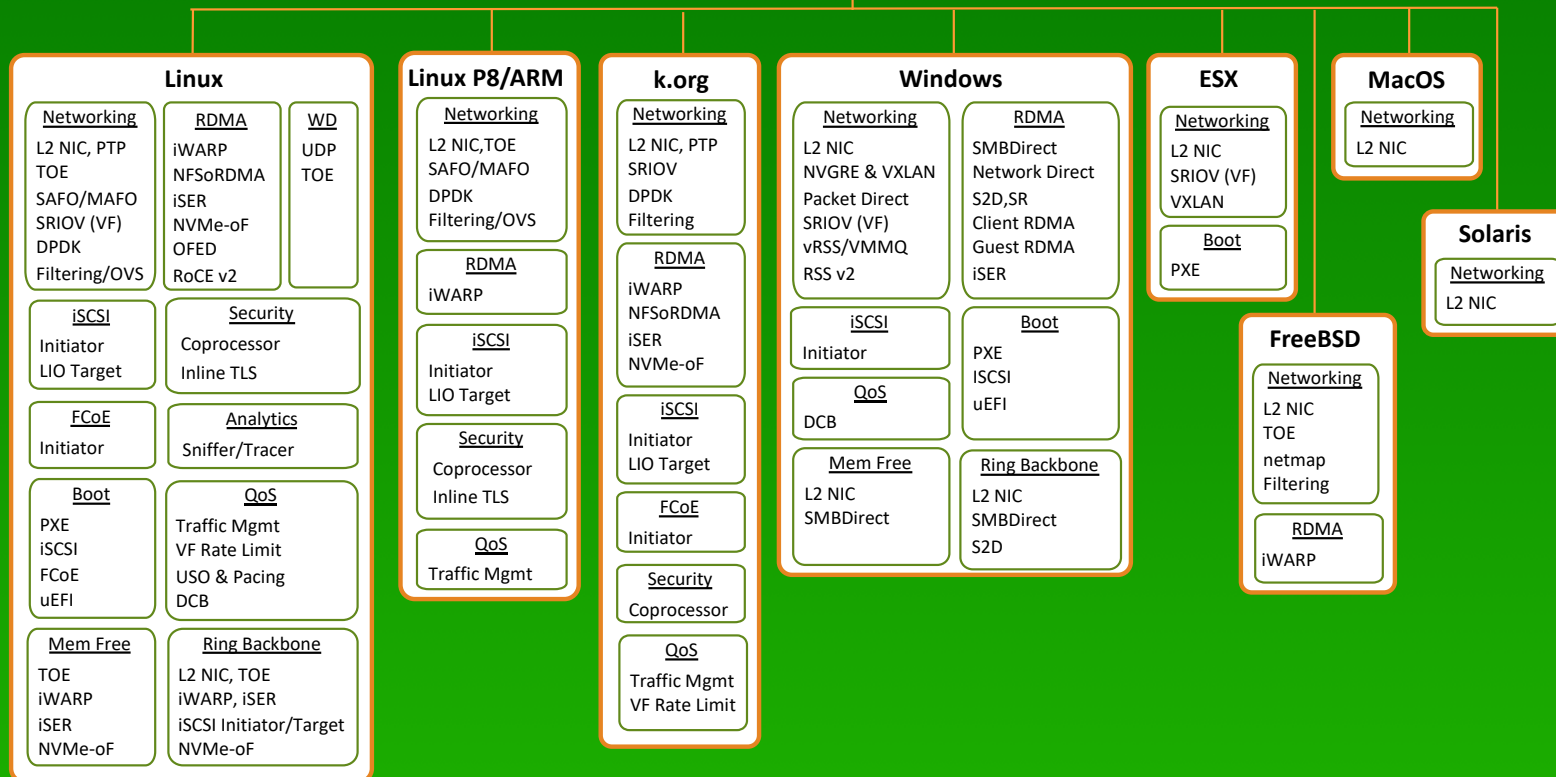 Linux
Networking
L2 NIC, PTP
TOE
SAFO/MAFO
SRIOV (VF)
DPDK
Filtering/OVS
RDMA
iWARP
NFSoRDMA
iSER
NVMe-oF
OFED
RoCE v2
WD
UDP
TOE
iSCSI
Initiator
LIO Target
Security
Coprocessor
Inline TLS
FCoE
Initiator
Analytics
Sniffer/Tracer
Boot
PXE
iSCSI
FCoE
uEFI
QoS
Traffic Mgmt
VF Rate Limit
USO & Pacing
DCB
Mem Free
TOE
iWARP
iSER
NVMe-oF
Ring Backbone
L2 NIC, TOE
iWARP, iSER
iSCSI Initiator/Target
NVMe-oF
Linux P8/ARM
Networking
L2 NIC,TOE
SAFO/MAFO
DPDK
Filtering/OVS
RDMA
iWARP
iSCSI
Initiator
LIO Target
Security
Coprocessor
Inline TLS
QoS
Traffic Mgmt
k.org
Networking
L2 NIC, PTP
SRIOV
DPDK
Filtering
RDMA
iWARP
NFSoRDMA
iSER
NVMe-oF
iSCSI
Initiator
LIO Target
FCoE
Initiator
Security
Coprocessor
QoS
Traffic Mgmt
VF Rate Limit
Windows
Networking
L2 NIC
NVGRE & VXLAN
Packet Direct
SRIOV (VF)
vRSS/VMMQ
RSS v2
RDMA
SMBDirect
Network Direct
S2D,SR
Client RDMA
Guest RDMA
iSER
iSCSI
Initiator
Boot
PXE
ISCSI
uEFI
QoS
DCB
Mem Free
L2 NIC
SMBDirect
Ring Backbone
L2 NIC
SMBDirect
S2D
ESX
Networking
L2 NIC
SRIOV (VF)
VXLAN
Boot
PXE
FreeBSD
Networking
L2 NIC
TOE
netmap
Filtering
RDMA
iWARP
MacOS
Networking
L2 NIC
Solaris
Networking
L2 NIC